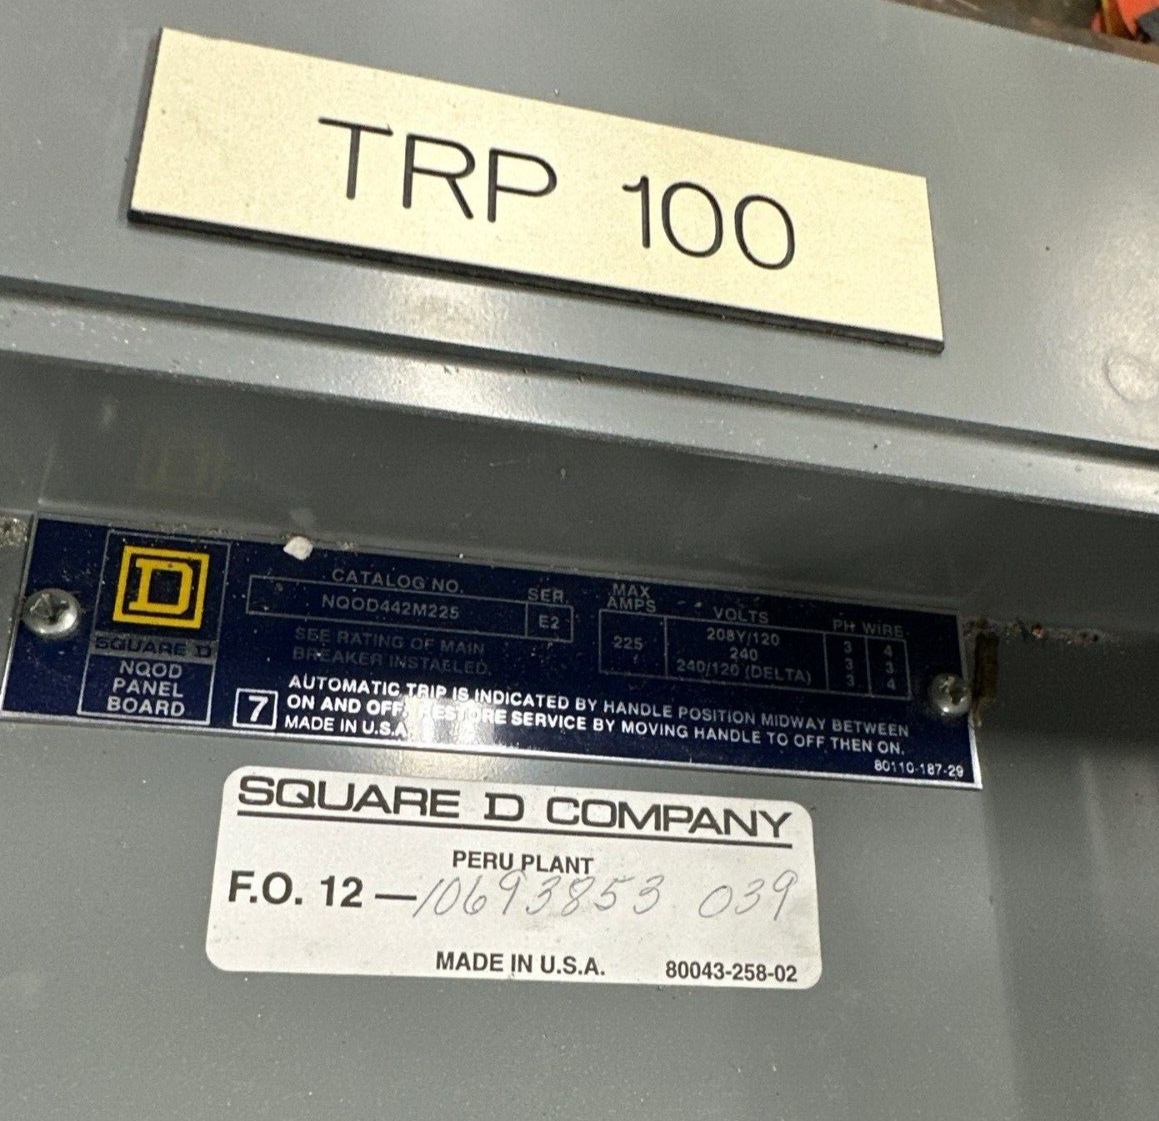 TRP 100
D
SQUARE D
NQOD
PANEL
BOARD
CATALOG NO. SER.
NQOD442M225 E2
SEE RATING OF MAIN
BREAKER INSTALLED.
MAX AMPS VOLTS PH WIRE
225 208Y/120 3 4
240 3 3
240/120 (DELTA) 3 4
7
AUTOMATIC TRIP IS INDICATED BY HANDLE POSITION MIDWAY BETWEEN
ON AND OFF. RESTORE SERVICE BY MOVING HANDLE TO OFF, THEN ON.
MADE IN U.S.A.
80110-187-29
SQUARE D COMPANY
PERU PLANT
F.O. 12 - 10693853 039
MADE IN U.S.A. 80043-258-02